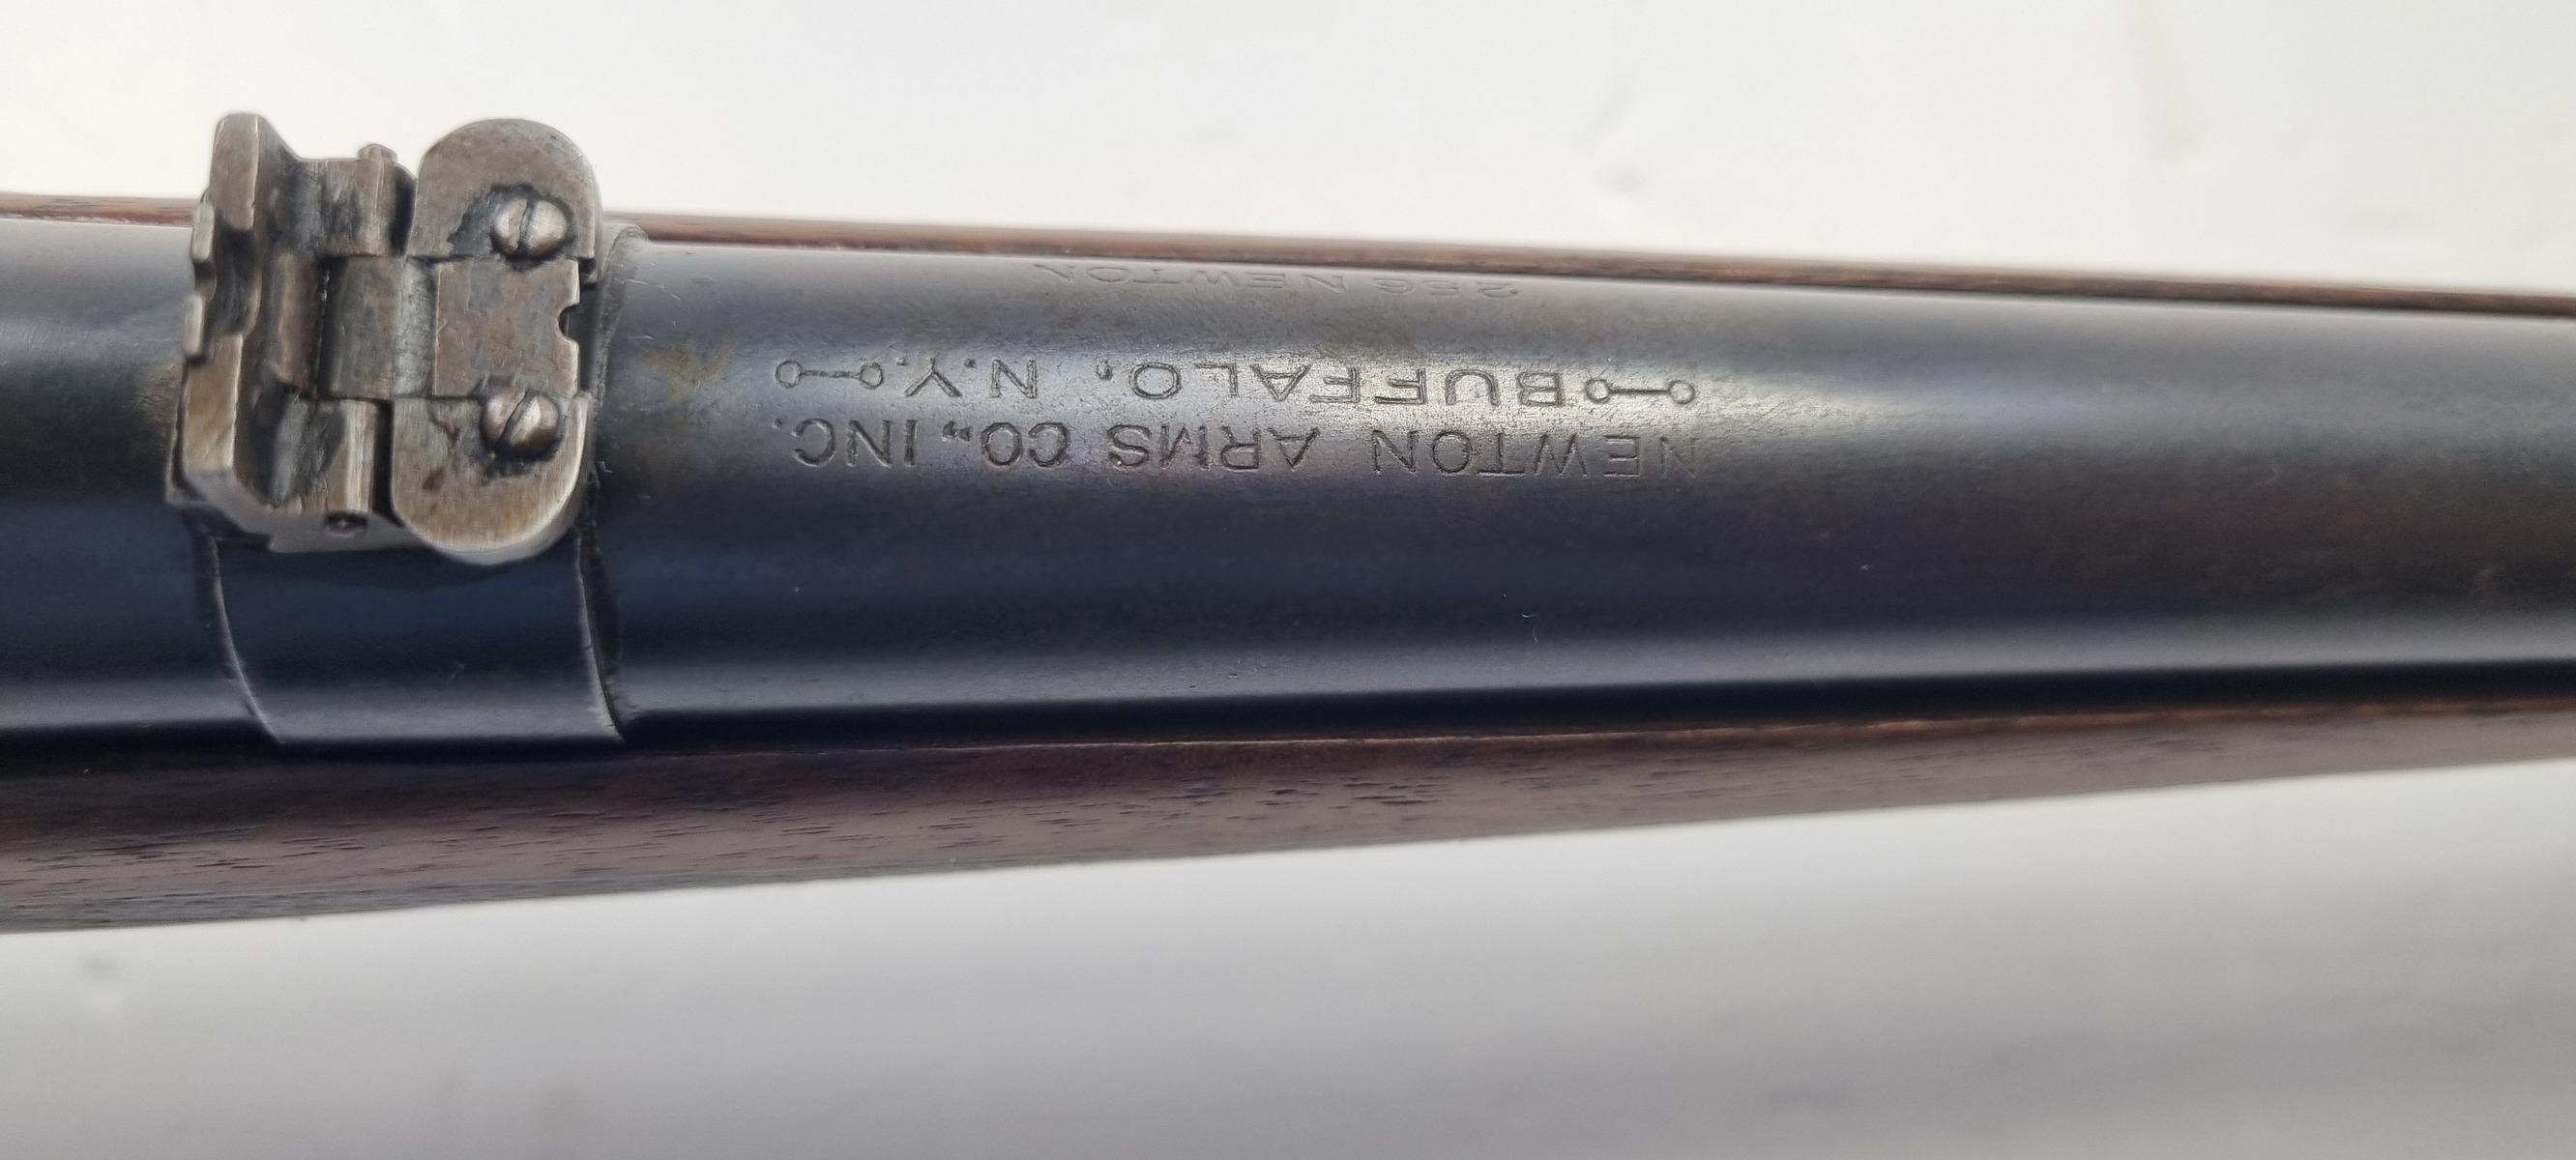 NEWTON ARMS CO., INC.
BUFFALO, N.Y.
256 NEWTON